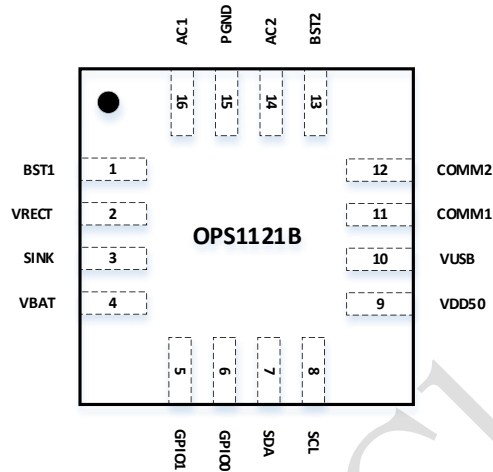 AC1 PGND AC2 BST2
16 15 14 13
BST1 1 12 COMM2
VRECT 2 11 COMM1
OPS1121B
SINK 3 10 VUSB
VBAT 4 9 VDD50
5 6 7 8
GPIO1 GPIO0 SDA SCL